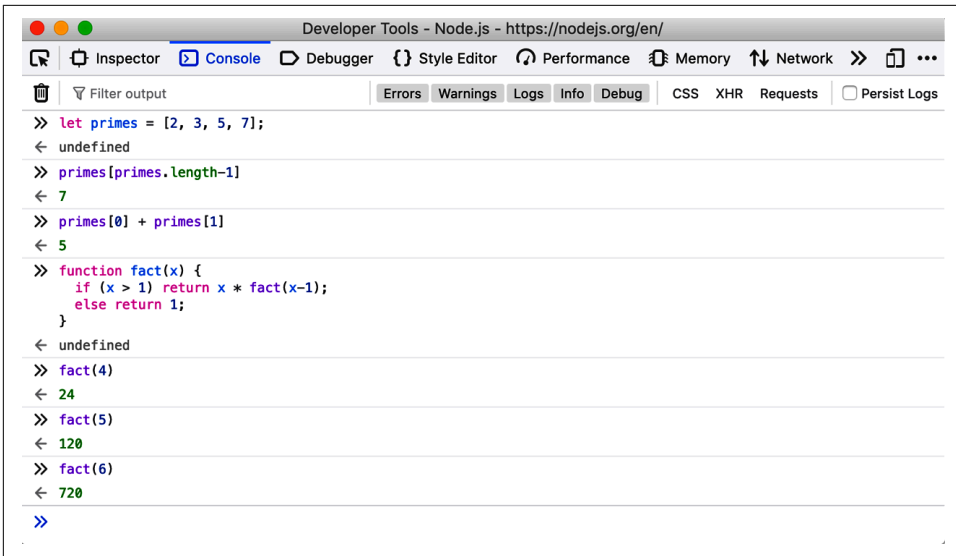 Developer Tools - Node.js - https://nodejs.org/en/
Inspector Console Debugger {} Style Editor Performance Memory Network
Filter output Errors Warnings Logs Info Debug CSS XHR Requests Persist Logs
» let primes = [2, 3, 5, 7];
← undefined
» primes[primes.length-1]
← 7
» primes[0] + primes[1]
← 5
» function fact(x) {
if (x > 1) return x * fact(x-1);
else return 1;
}
← undefined
» fact(4)
← 24
» fact(5)
← 120
» fact(6)
← 720
»